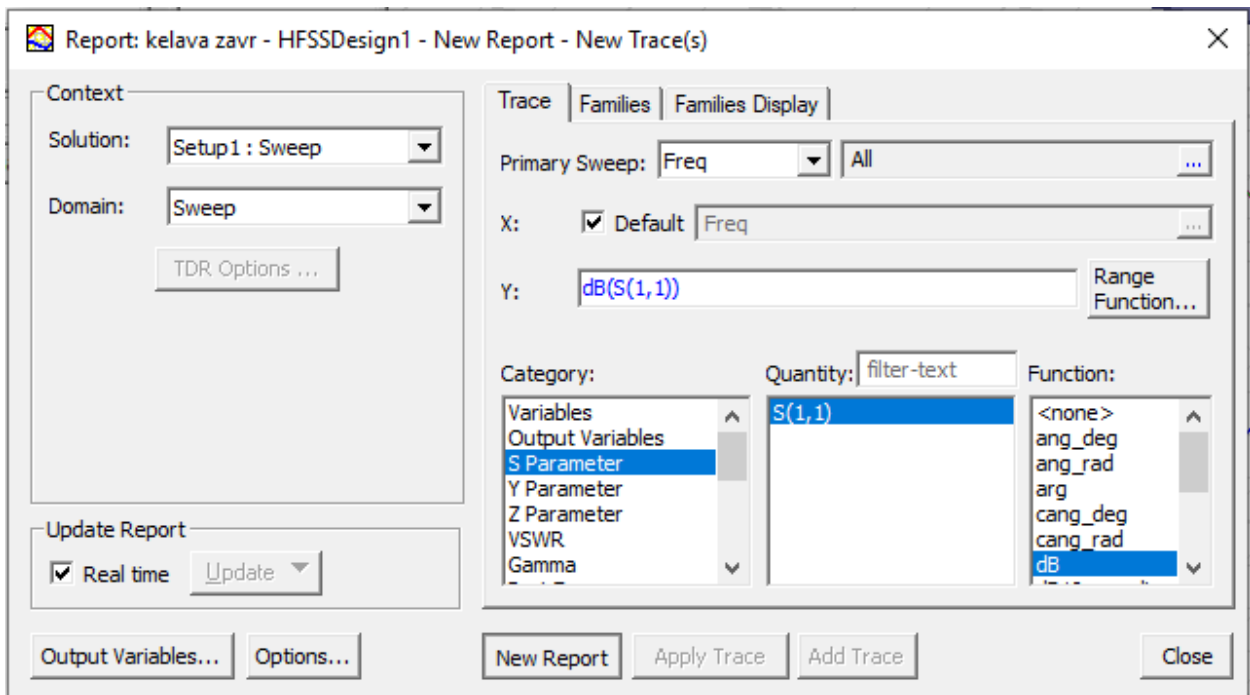 Report: kelava zavr - HFSSDesign1 - New Report - New Trace(s)
Context
Solution:
Setup1 : Sweep
Domain:
Sweep
TDR Options ...
Update Report
Real time
Update
Output Variables...
Options...
Trace
Families
Families Display
Primary Sweep:
Freq
All
...
X:
Default
Freq
...
Y:
dB(S(1,1))
Range
Function...
Category:
Variables
Output Variables
S Parameter
Y Parameter
Z Parameter
VSWR
Gamma
Quantity:
filter-text
S(1,1)
Function:
<none>
ang_deg
ang_rad
arg
cang_deg
cang_rad
dB
New Report
Apply Trace
Add Trace
Close